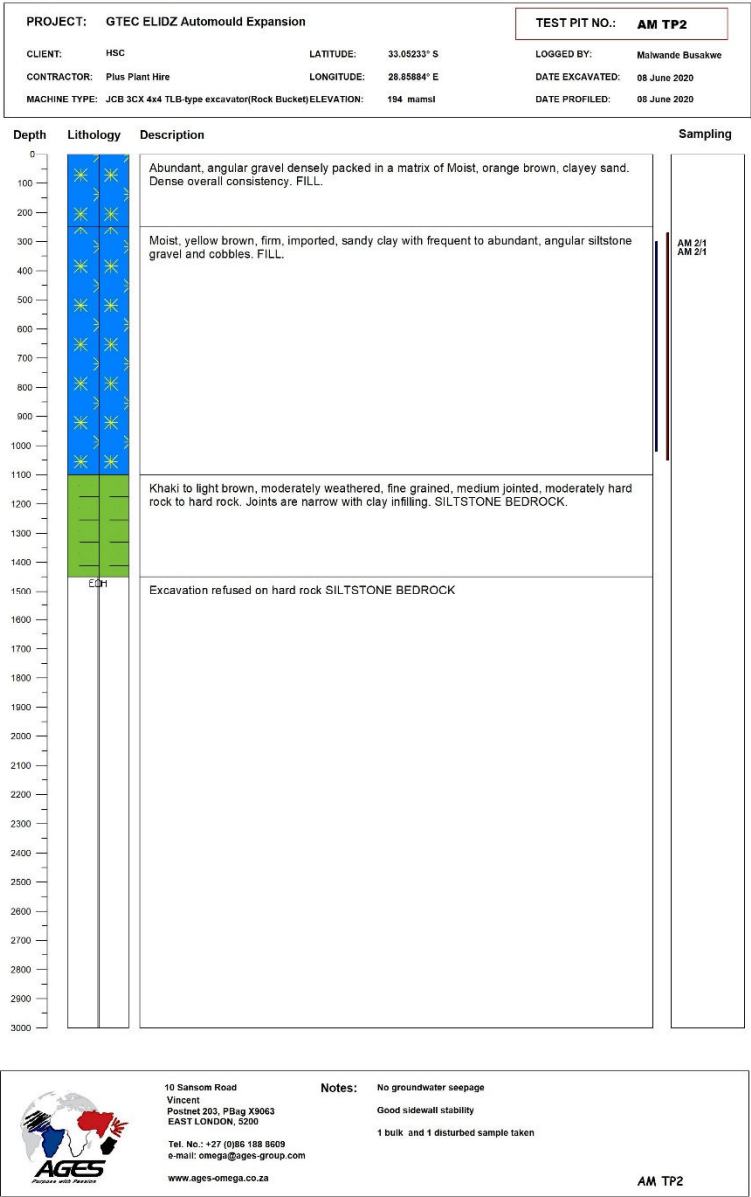 PROJECT: GTEC ELIDZ Automould Expansion
TEST PIT NO.: AM TP2
CLIENT: HSC LATITUDE: 33.05233° S LOGGED BY: Malwande Busakwe
CONTRACTOR: Plus Plant Hire LONGITUDE: 28.85884° E DATE EXCAVATED: 08 June 2020
MACHINE TYPE: JCB 3CX 4x4 TLB-type excavator(Rock Bucket) ELEVATION: 194 mamsl DATE PROFILED: 08 June 2020
Depth Lithology Description Sampling
0
Abundant, angular gravel densely packed in a matrix of Moist, orange brown, clayey sand.
100
Dense overall consistency. FILL.
200
300
Moist, yellow brown, firm, imported, sandy clay with frequent to abundant, angular siltstone
gravel and cobbles. FILL.
AM 2/1
AM 2/1
400
500
600
700
800
900
1000
1100
Khaki to light brown, moderately weathered, fine grained, medium jointed, moderately hard
rock to hard rock. Joints are narrow with clay infilling. SILTSTONE BEDROCK.
1200
1300
1400
EOH
1500
Excavation refused on hard rock SILTSTONE BEDROCK
1600
1700
1800
1900
2000
2100
2200
2300
2400
2500
2600
2700
2800
2900
3000
AGES
Purpose with Passion
10 Sansom Road
Vincent
Postnet 203, PBag X9063
EAST LONDON, 5200
Tel. No.: +27 (0)86 188 8609
e-mail: omega@ages-group.com
www.ages-omega.co.za
Notes: No groundwater seepage
Good sidewall stability
1 bulk and 1 disturbed sample taken
AM TP2